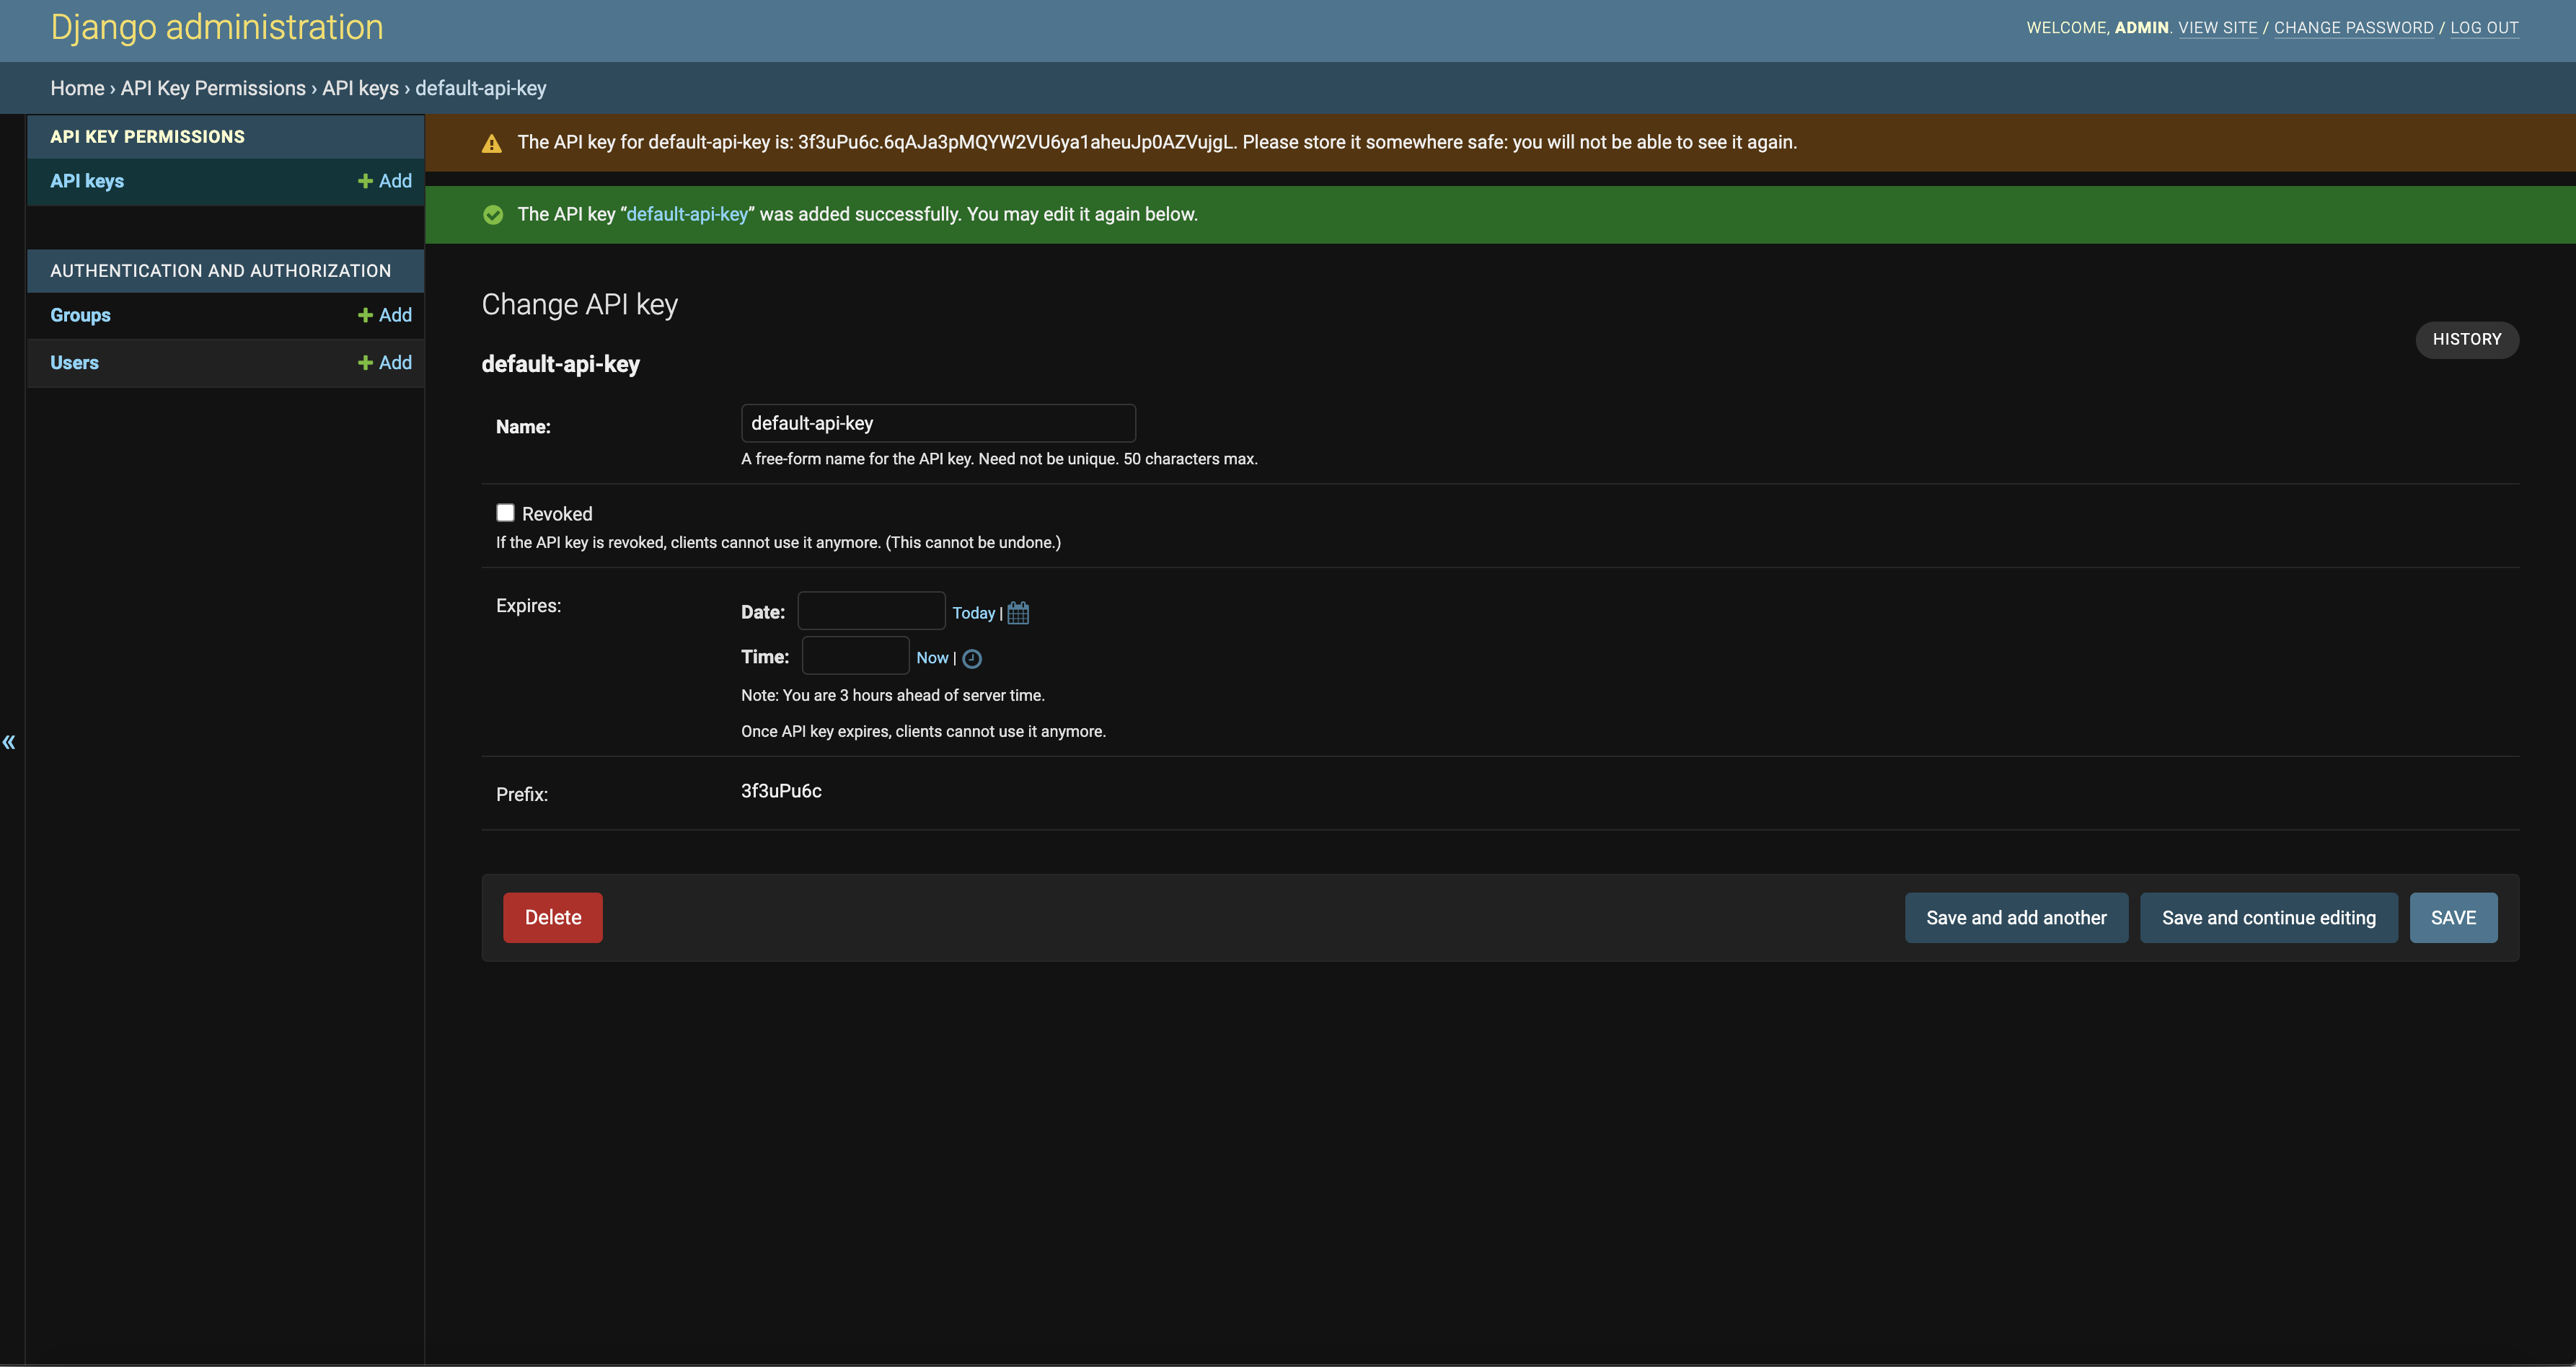 Django administration
WELCOME, ADMIN. VIEW SITE / CHANGE PASSWORD / LOG OUT
Home › API Key Permissions › API keys › default-api-key
API KEY PERMISSIONS
API keys
Add
AUTHENTICATION AND AUTHORIZATION
Groups
Add
Users
Add
«
The API key for default-api-key is: 3f3uPu6c.6qAJa3pMQYW2VU6ya1aheuJp0AZVujgL. Please store it somewhere safe: you will not be able to see it again.
The API key “default-api-key” was added successfully. You may edit it again below.
Change API key
HISTORY
default-api-key
Name:
default-api-key
A free-form name for the API key. Need not be unique. 50 characters max.
Revoked
If the API key is revoked, clients cannot use it anymore. (This cannot be undone.)
Expires:
Date: Today |
Time: Now |
Note: You are 3 hours ahead of server time.
Once API key expires, clients cannot use it anymore.
Prefix:
3f3uPu6c
Delete
Save and add another
Save and continue editing
SAVE